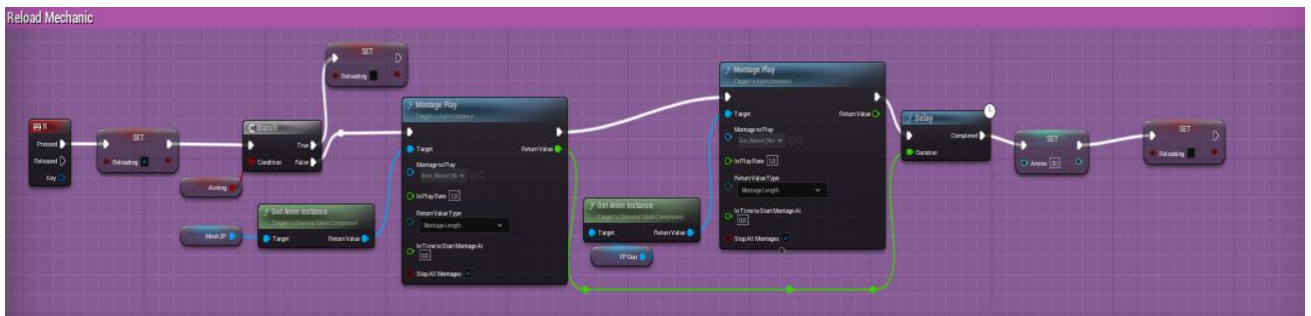 Reload Mechanic
R
Pressed
Released
Key
SET
Reloading
Aiming
Branch
Condition
True
False
SET
Reloading
Mesh2P
Get Anim Instance
Target is Skeletal Mesh Component
Target
Return Value
Montage Play
Target is Anim Instance
Target
Return Value
Montage to Play
In Play Rate 1.0
Return Value Type
Montage Length
In Time to Start Montage At
0.0
Stop All Montages
Get Anim Instance
Target is Skeletal Mesh Component
Target
Return Value
FP Gun
Montage Play
Target is Anim Instance
Target
Return Value
Montage to Play
In Play Rate 1.0
Return Value Type
Montage Length
In Time to Start Montage At
0.0
Stop All Montages
Delay
Completed
Duration
SET
Ammo 30
SET
Reloading